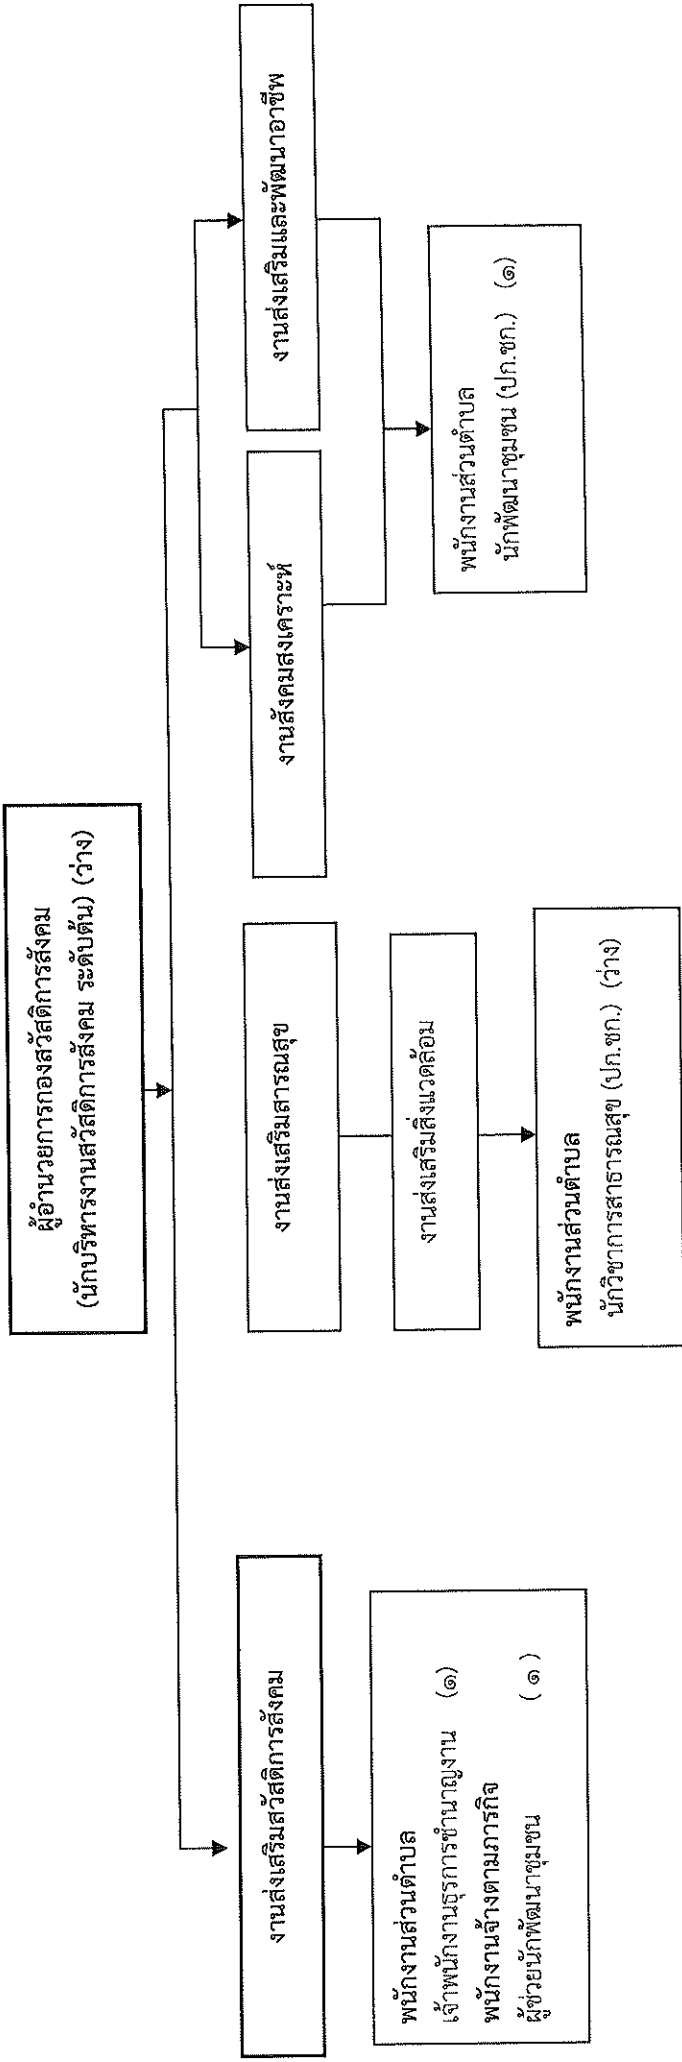 ผู้อำนวยการกองสวัสดิการสังคม
(นักบริหารงานสวัสดิการสังคม ระดับต้น) (ว่าง)
งานส่งเสริมสวัสดิการสังคม
พนักงานส่วนตำบล
เจ้าพนักงานธุรการชำนาญงาน (๑)
พนักงานจ้างตามภารกิจ
ผู้ช่วยนักพัฒนาชุมชน ( ๑ )
งานส่งเสริมสารณสุข
งานส่งเสริมสิ่งแวดล้อม
พนักงานส่วนตำบล
นักวิชาการสาธารณสุข (ปก.ชก.) (ว่าง)
งานสังคมสงเคราะห์
งานส่งเสริมและพัฒนาอาชีพ
พนักงานส่วนตำบล
นักพัฒนาชุมชน (ปก.ชก.) (๑)